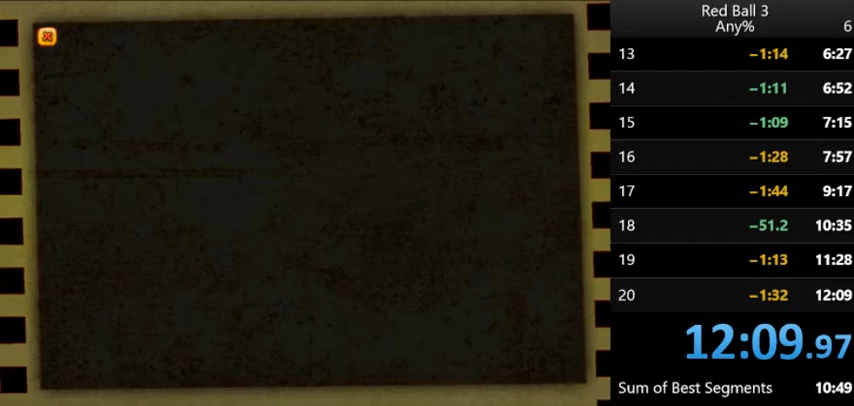 Red Ball 3
Any% 6
13 −1:14 6:27
14 −1:11 6:52
15 −1:09 7:15
16 −1:28 7:57
17 −1:44 9:17
18 −51.2 10:35
19 −1:13 11:28
20 −1:32 12:09
12:09.97
Sum of Best Segments 10:49